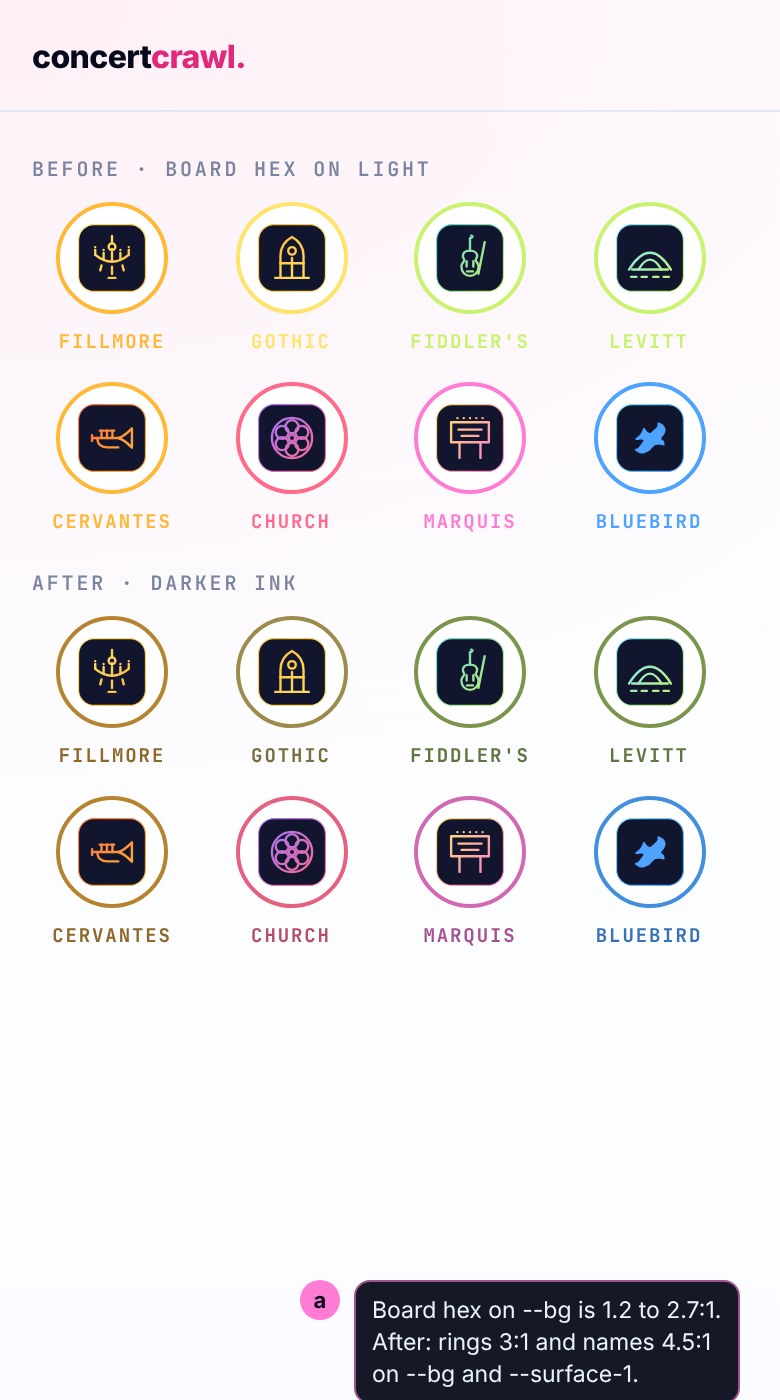 concertcrawl.
BEFORE · BOARD HEX ON LIGHT
FILLMORE GOTHIC FIDDLER'S LEVITT
CERVANTES CHURCH MARQUIS BLUEBIRD
AFTER · DARKER INK
FILLMORE GOTHIC FIDDLER'S LEVITT
CERVANTES CHURCH MARQUIS BLUEBIRD
a
Board hex on --bg is 1.2 to 2.7:1.
After: rings 3:1 and names 4.5:1
on --bg and --surface-1.